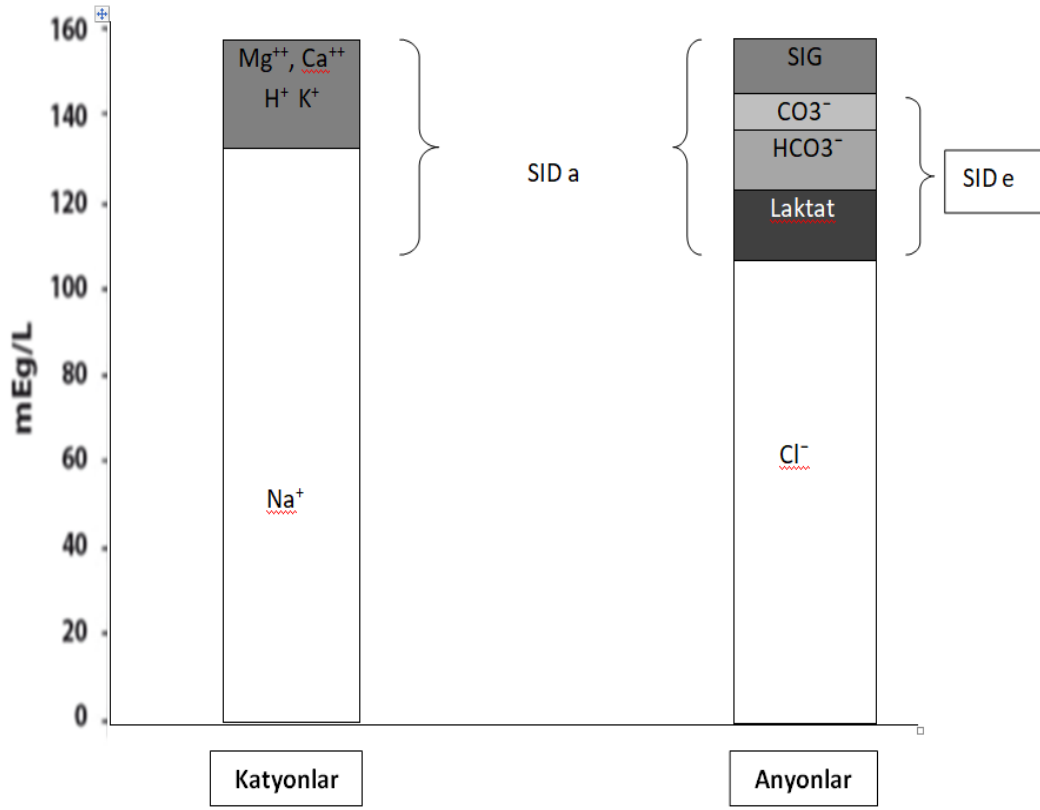 160
140
120
100
80
60
40
20
0
mEg/L
Mg⁺⁺, Ca⁺⁺
H⁺ K⁺
Na⁺
SID a
SIG
CO3⁻
HCO3⁻
Laktat
Cl⁻
SID e
Katyonlar
Anyonlar